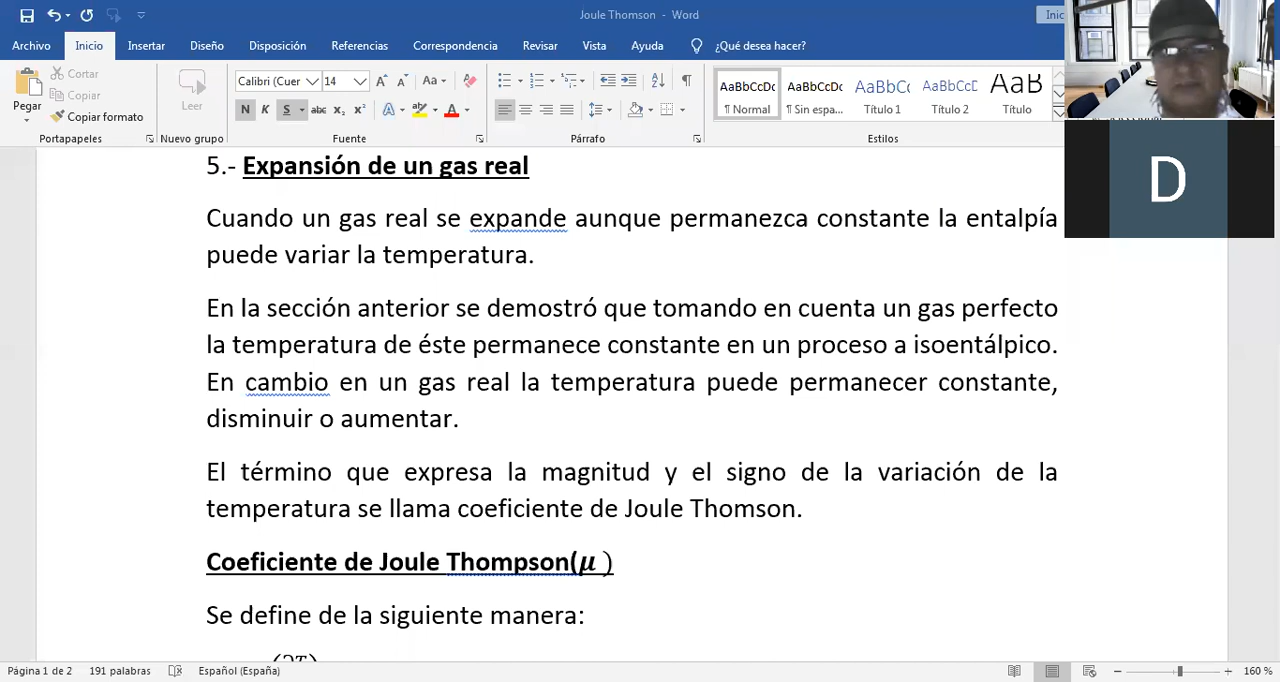 Joule Thomson - Word
Inic
Archivo Inicio Insertar Diseño Disposición Referencias Correspondencia Revisar Vista Ayuda ¿Qué desea hacer?
Pegar
Cortar
Copiar
Copiar formato
Leer
Calibri (Cuer 14
Portapapeles Nuevo grupo Fuente Párrafo Estilos
AaBbCcDc AaBbCcDc AaBbC AaBbCcD AaB
¶ Normal ¶ Sin espa... Título 1 Título 2 Título
D
5.- Expansión de un gas real
Cuando un gas real se expande aunque permanezca constante la entalpía
puede variar la temperatura.
En la sección anterior se demostró que tomando en cuenta un gas perfecto
la temperatura de éste permanece constante en un proceso a isoentálpico.
En cambio en un gas real la temperatura puede permanecer constante,
disminuir o aumentar.
El término que expresa la magnitud y el signo de la variación de la
temperatura se llama coeficiente de Joule Thomson.
Coeficiente de Joule Thompson(μ )
Se define de la siguiente manera:
Página 1 de 2 191 palabras Español (España) 160 %